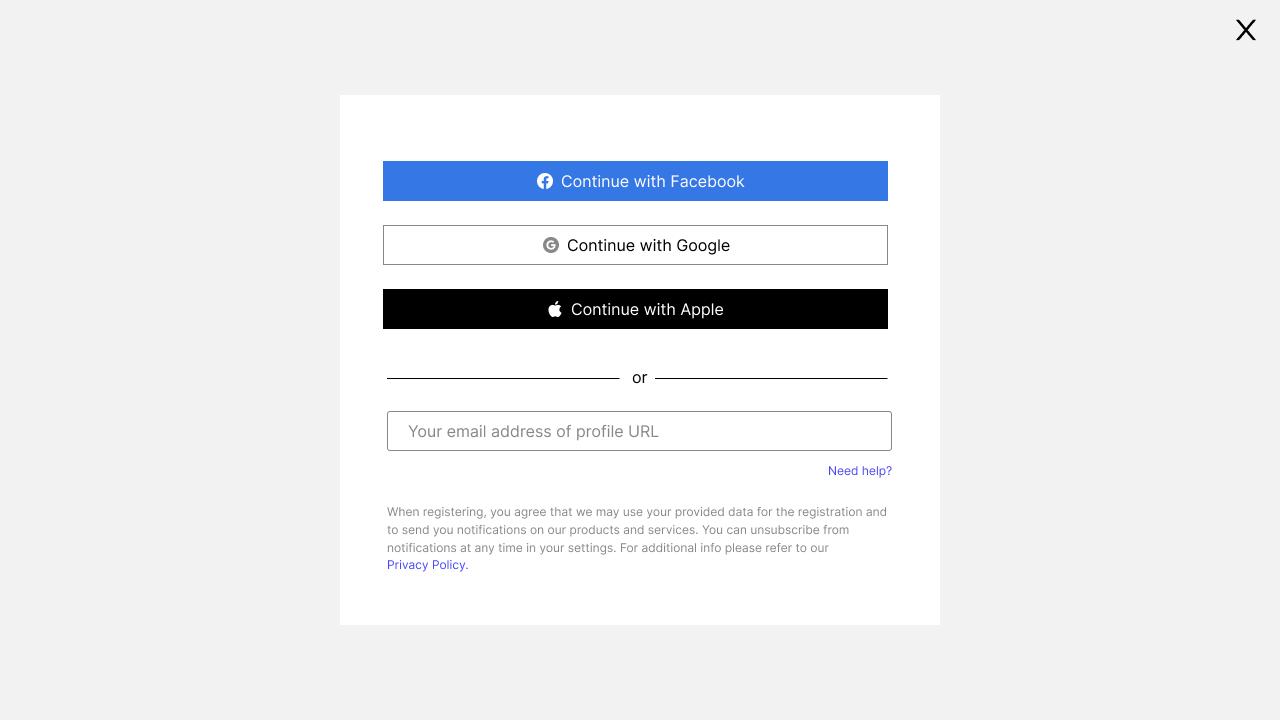 Continue with Facebook
Continue with Google
Continue with Apple
or
Your email address of profile URL
Need help?
When registering, you agree that we may use your provided data for the registration and
to send you notifications on our products and services. You can unsubscribe from
notifications at any time in your settings. For additional info please refer to our
Privacy Policy.